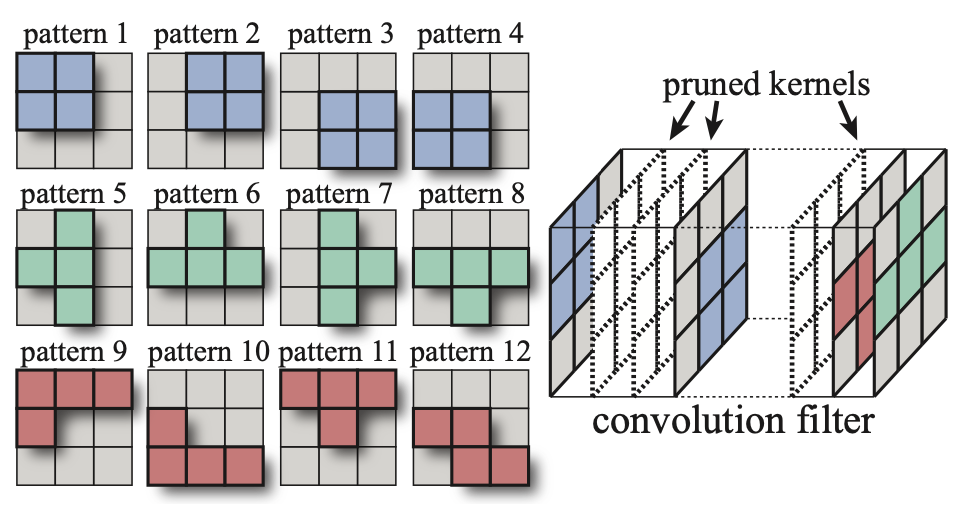 pattern 1
pattern 2
pattern 3
pattern 4
pattern 5
pattern 6
pattern 7
pattern 8
pattern 9
pattern 10
pattern 11
pattern 12
pruned kernels
convolution filter